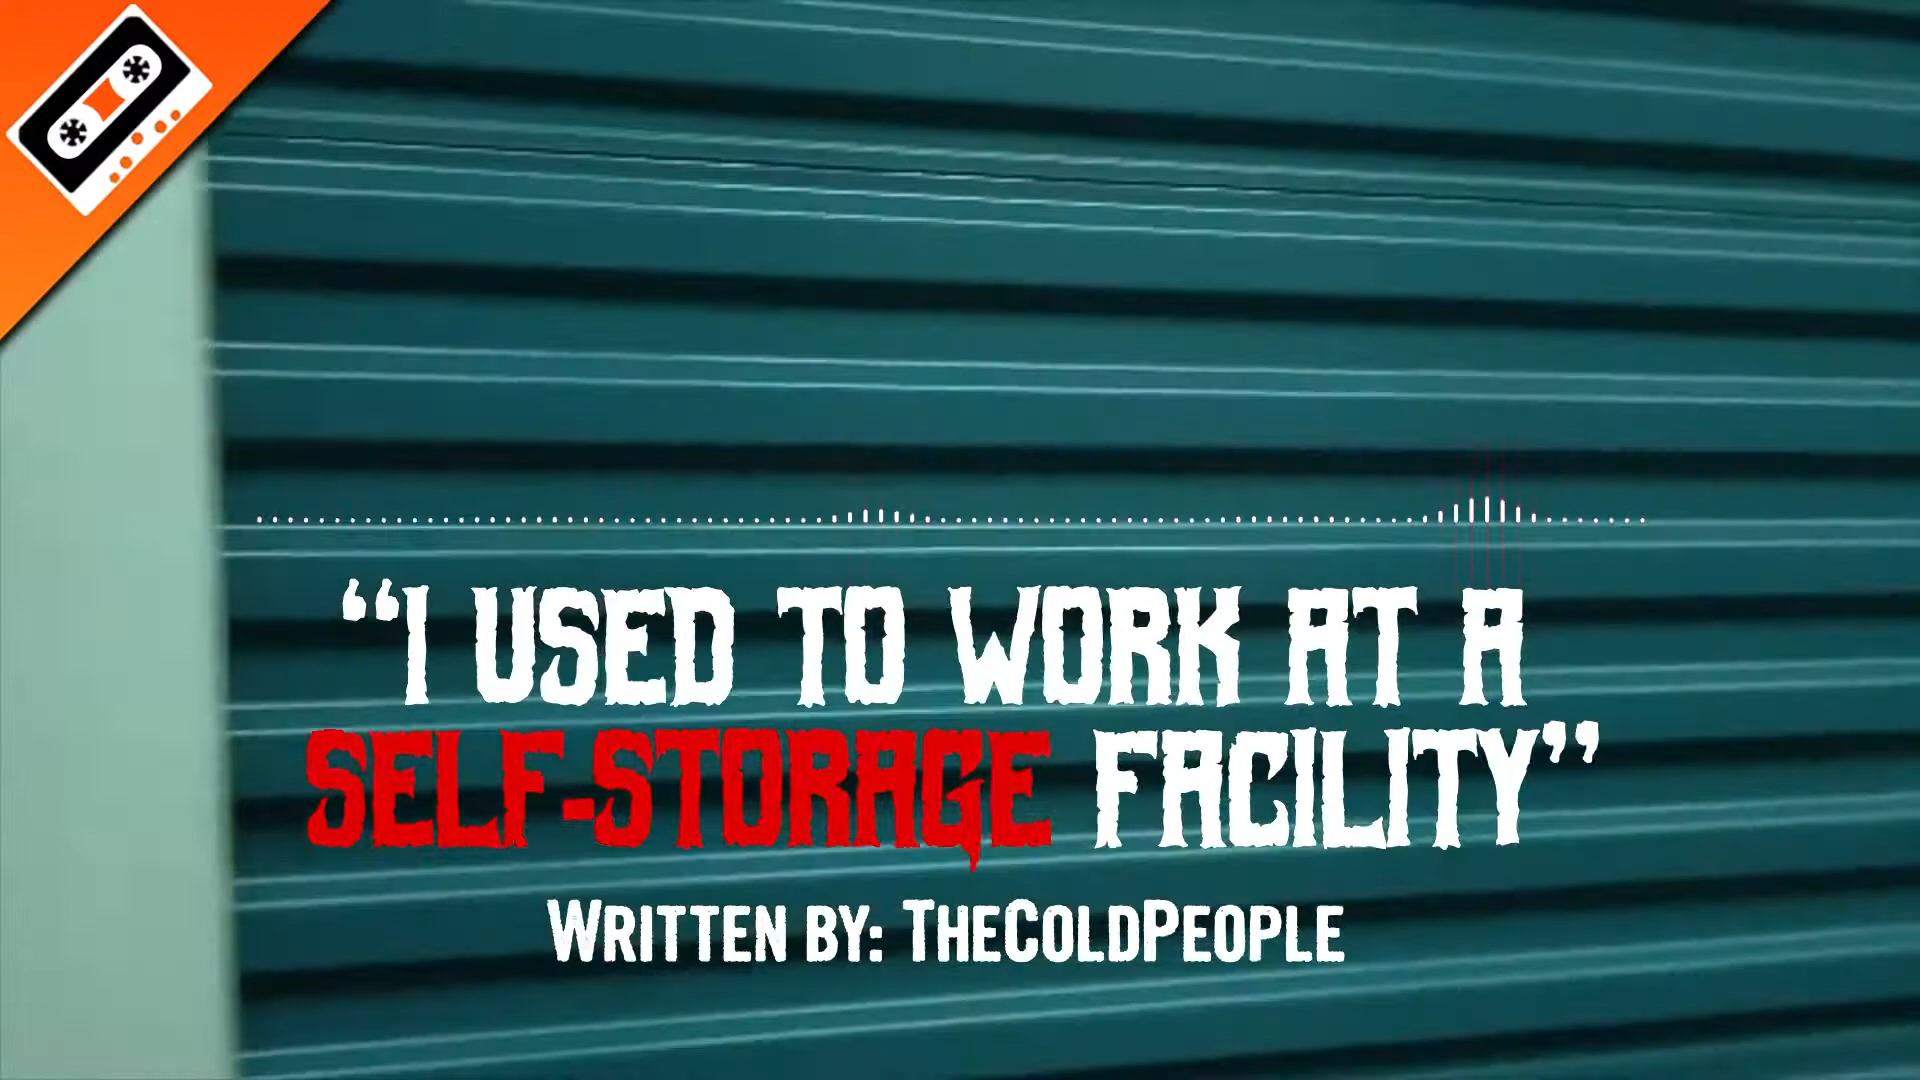 “I USED TO WORK AT A
SELF-STORAGE FACILITY”
WRITTEN BY: THECOLDPEOPLE